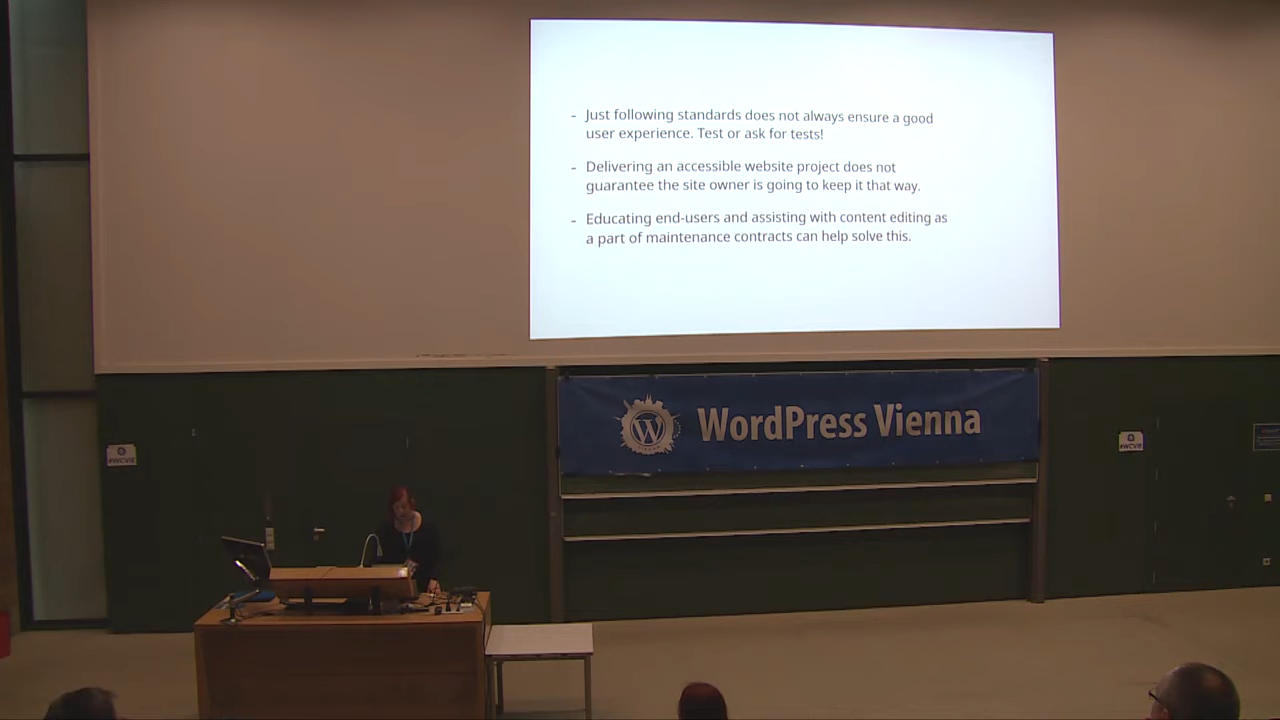 - Just following standards does not always ensure a good
user experience. Test or ask for tests!
- Delivering an accessible website project does not
guarantee the site owner is going to keep it that way.
- Educating end-users and assisting with content editing as
a part of maintenance contracts can help solve this.
WordPress Vienna
#WCVIE
#WCVIE